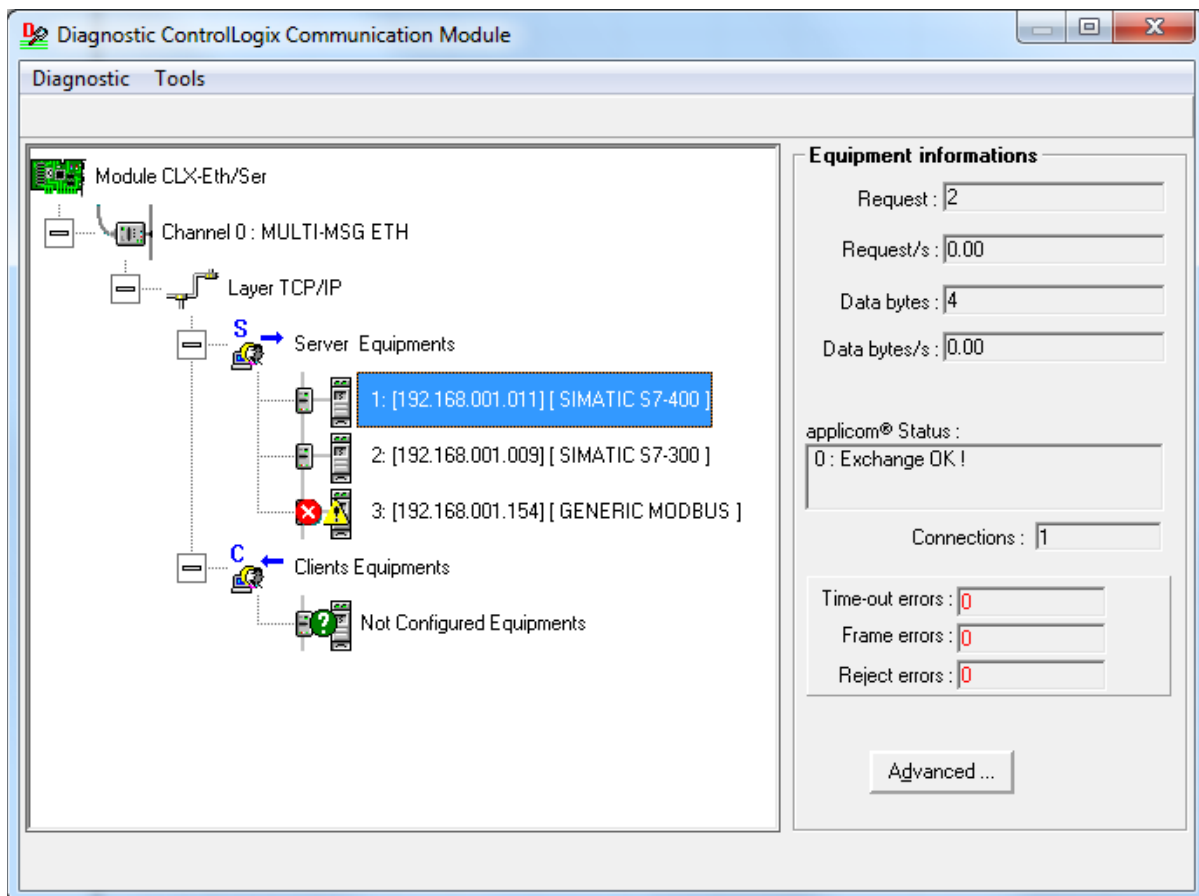 Diagnostic ControlLogix Communication Module
Diagnostic Tools
Module CLX-Eth/Ser
Channel 0 : MULTI-MSG ETH
Layer TCP/IP
S
Server Equipments
1: [192.168.001.011] [ SIMATIC S7-400 ]
2: [192.168.001.009] [ SIMATIC S7-300 ]
3: [192.168.001.154] [ GENERIC MODBUS ]
C
Clients Equipments
Not Configured Equipments
Equipment informations
Request : 2
Request/s : 0.00
Data bytes : 4
Data bytes/s : 0.00
applicom® Status :
0 : Exchange OK !
Connections : 1
Time-out errors : 0
Frame errors : 0
Reject errors : 0
Advanced ...